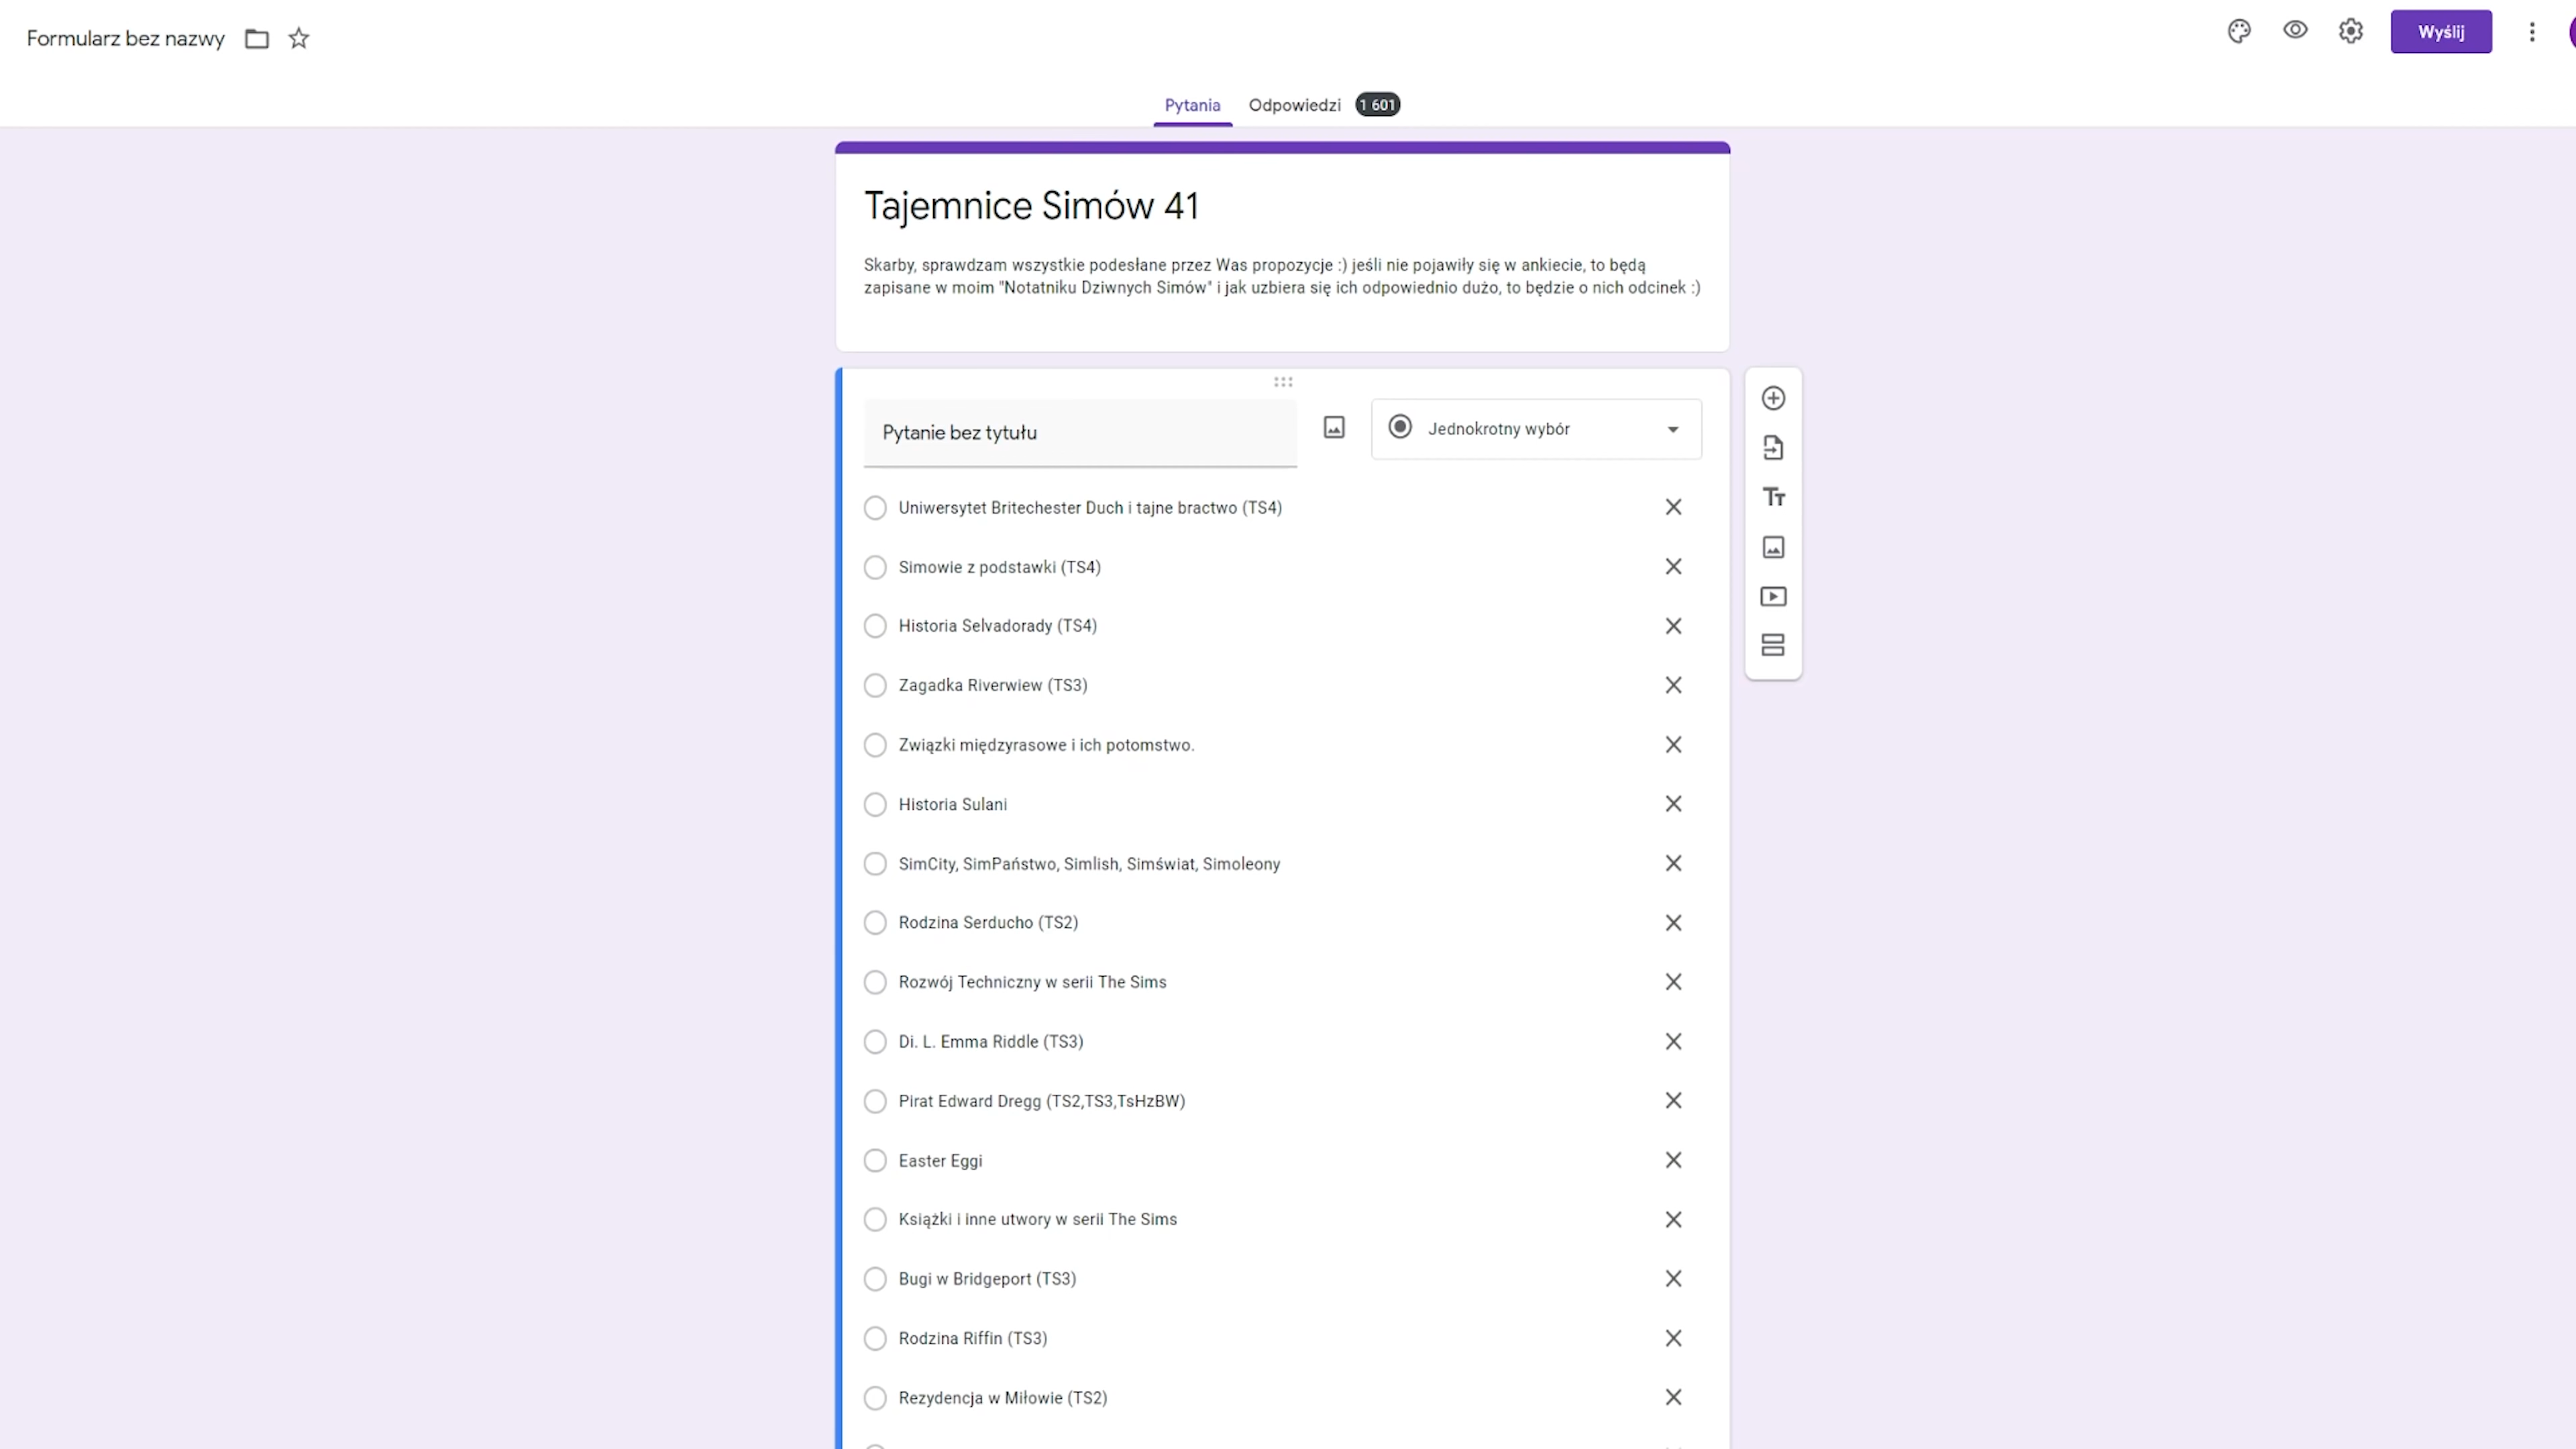 Formularz bez nazwy
Wyślij
Pytania Odpowiedzi 1 601
Tajemnice Simów 41
Skarby, sprawdzam wszystkie podesłane przez Was propozycje :) jeśli nie pojawiły się w ankiecie, to będą
zapisane w moim "Notatniku Dziwnych Simów" i jak uzbiera się ich odpowiednio dużo, to będzie o nich odcinek :)
Pytanie bez tytułu
Jednokrotny wybór
Uniwersytet Britechester Duch i tajne bractwo (TS4)
Simowie z podstawki (TS4)
Historia Selvadorady (TS4)
Zagadka Riverwiew (TS3)
Związki międzyrasowe i ich potomstwo.
Historia Sulani
SimCity, SimPaństwo, Simlish, Simświat, Simoleony
Rodzina Serducho (TS2)
Rozwój Techniczny w serii The Sims
Di. L. Emma Riddle (TS3)
Pirat Edward Dregg (TS2,TS3,TsHzBW)
Easter Eggi
Książki i inne utwory w serii The Sims
Bugi w Bridgeport (TS3)
Rodzina Riffin (TS3)
Rezydencja w Miłowie (TS2)